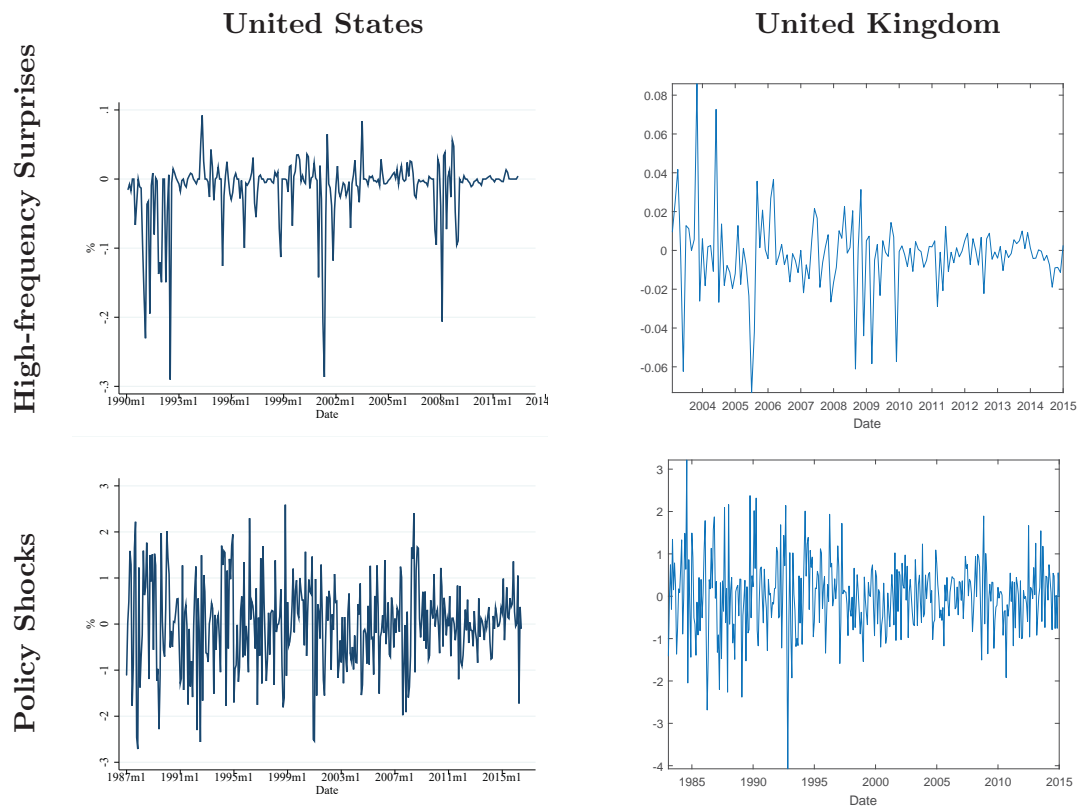 United States
United Kingdom
High-frequency Surprises
.1
0
-.1
-.2
-.3
%
1990m1 1993m1 1996m1 1999m1 2002m1 2005m1 2008m1 2011m1 2014
Date
0.08
0.06
0.04
0.02
0
-0.02
-0.04
-0.06
2004 2005 2006 2007 2008 2009 2010 2011 2012 2013 2014 2015
Date
Policy Shocks
3
2
1
0
-1
-2
-3
%
1987m1 1991m1 1995m1 1999m1 2003m1 2007m1 2011m1 2015m1
Date
3
2
1
0
-1
-2
-3
-4
1985 1990 1995 2000 2005 2010 2015
Date